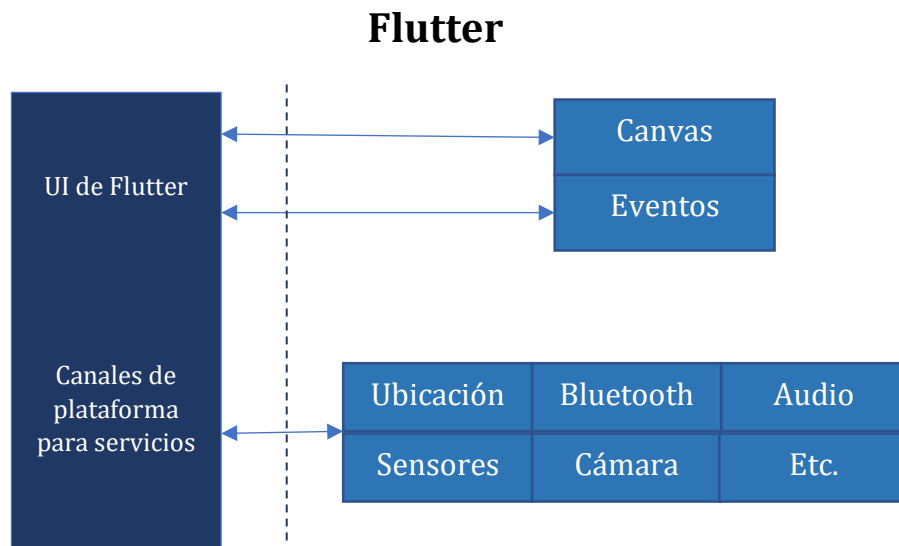 Flutter
UI de Flutter
Canvas
Eventos
Canales de
plataforma
para servicios
Ubicación
Bluetooth
Audio
Sensores
Cámara
Etc.